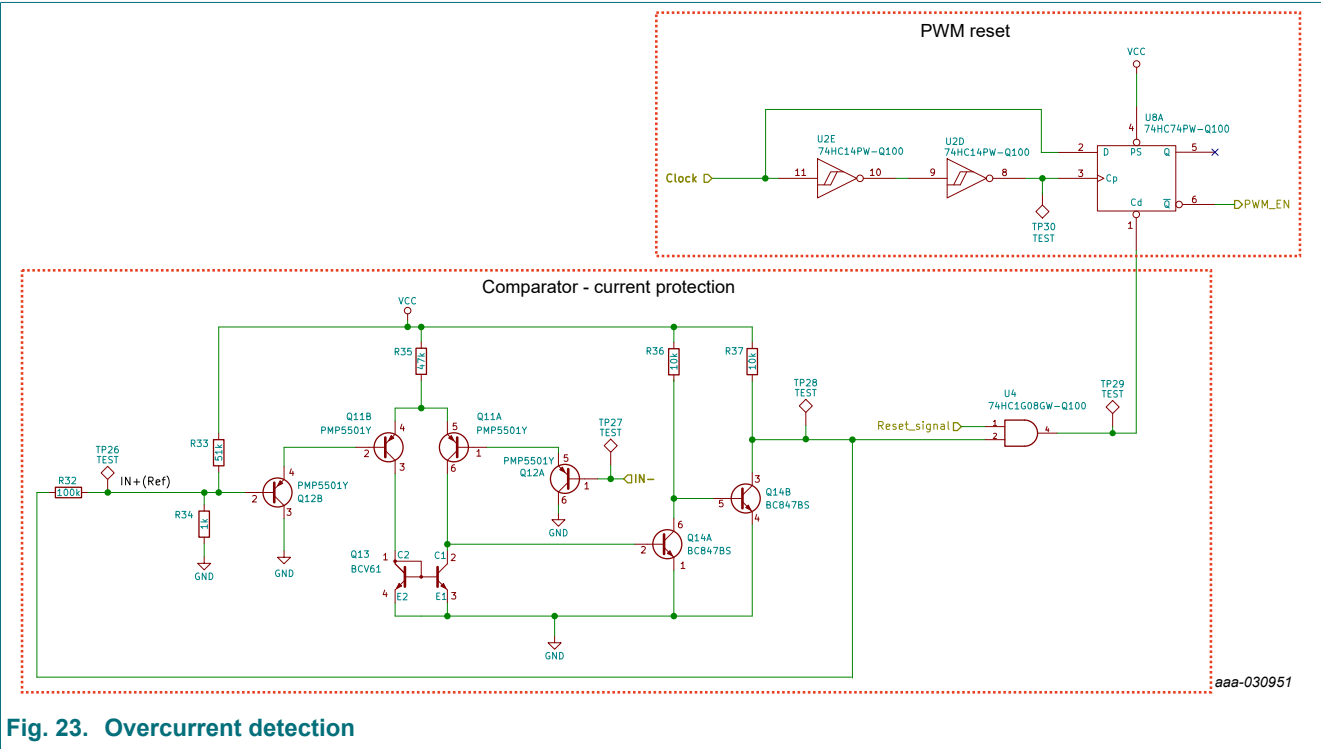 PWM reset
VCC
U8A
74HC74PW-Q100
U2E
74HC14PW-Q100
U2D
74HC14PW-Q100
4
2
D
PS
Q
5
Clock
11
10
9
8
3
Cp
Cd
Q
6
PWM_EN
TP30
TEST
1
Comparator - current protection
VCC
R35
47k
R36
10k
R37
10k
TP28
TEST
U4
74HC1G08GW-Q100
TP29
TEST
Q11B
PMP5501Y
Q11A
PMP5501Y
TP27
TEST
Reset_signal
1
2
4
R33
51k
4
2
3
5
1
6
PMP5501Y
Q12A
5
1
6
IN-
TP26
TEST
R32
100k
IN+(Ref)
R34
1k
4
2
3
PMP5501Y
Q12B
GND
3
5
4
Q14B
BC847BS
6
2
1
Q14A
BC847BS
GND
GND
Q13
BCV61
1
C2
C1
2
4
E2
E1
3
GND
aaa-030951
Fig. 23. Overcurrent detection